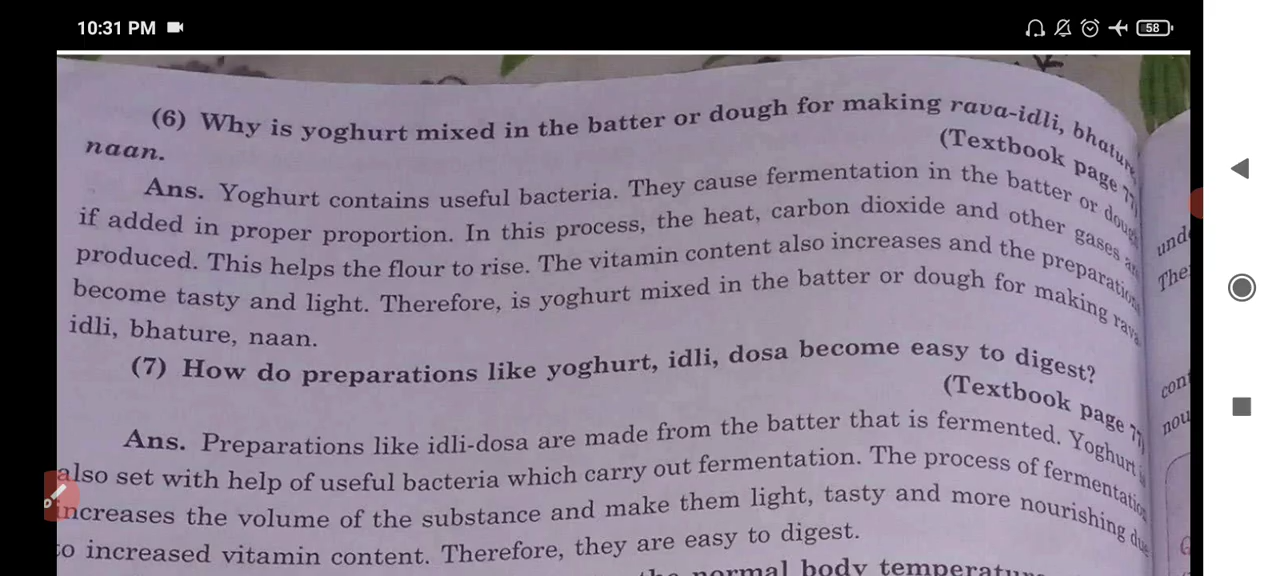 10:31 PM
58
(6) Why is yoghurt mixed in the batter or dough for making rava-idli, bhature,
naan.
(Textbook page 77)
Ans. Yoghurt contains useful bacteria. They cause fermentation in the batter or dough
if added in proper proportion. In this process, the heat, carbon dioxide and other gases are
produced. This helps the flour to rise. The vitamin content also increases and the preparations
become tasty and light. Therefore, is yoghurt mixed in the batter or dough for making rava
idli, bhature, naan.
(7) How do preparations like yoghurt, idli, dosa become easy to digest?
(Textbook page 77)
Ans. Preparations like idli-dosa are made from the batter that is fermented. Yoghurt is
also set with help of useful bacteria which carry out fermentation. The process of fermentation
increases the volume of the substance and make them light, tasty and more nourishing due
to increased vitamin content. Therefore, they are easy to digest.
normal body temperature